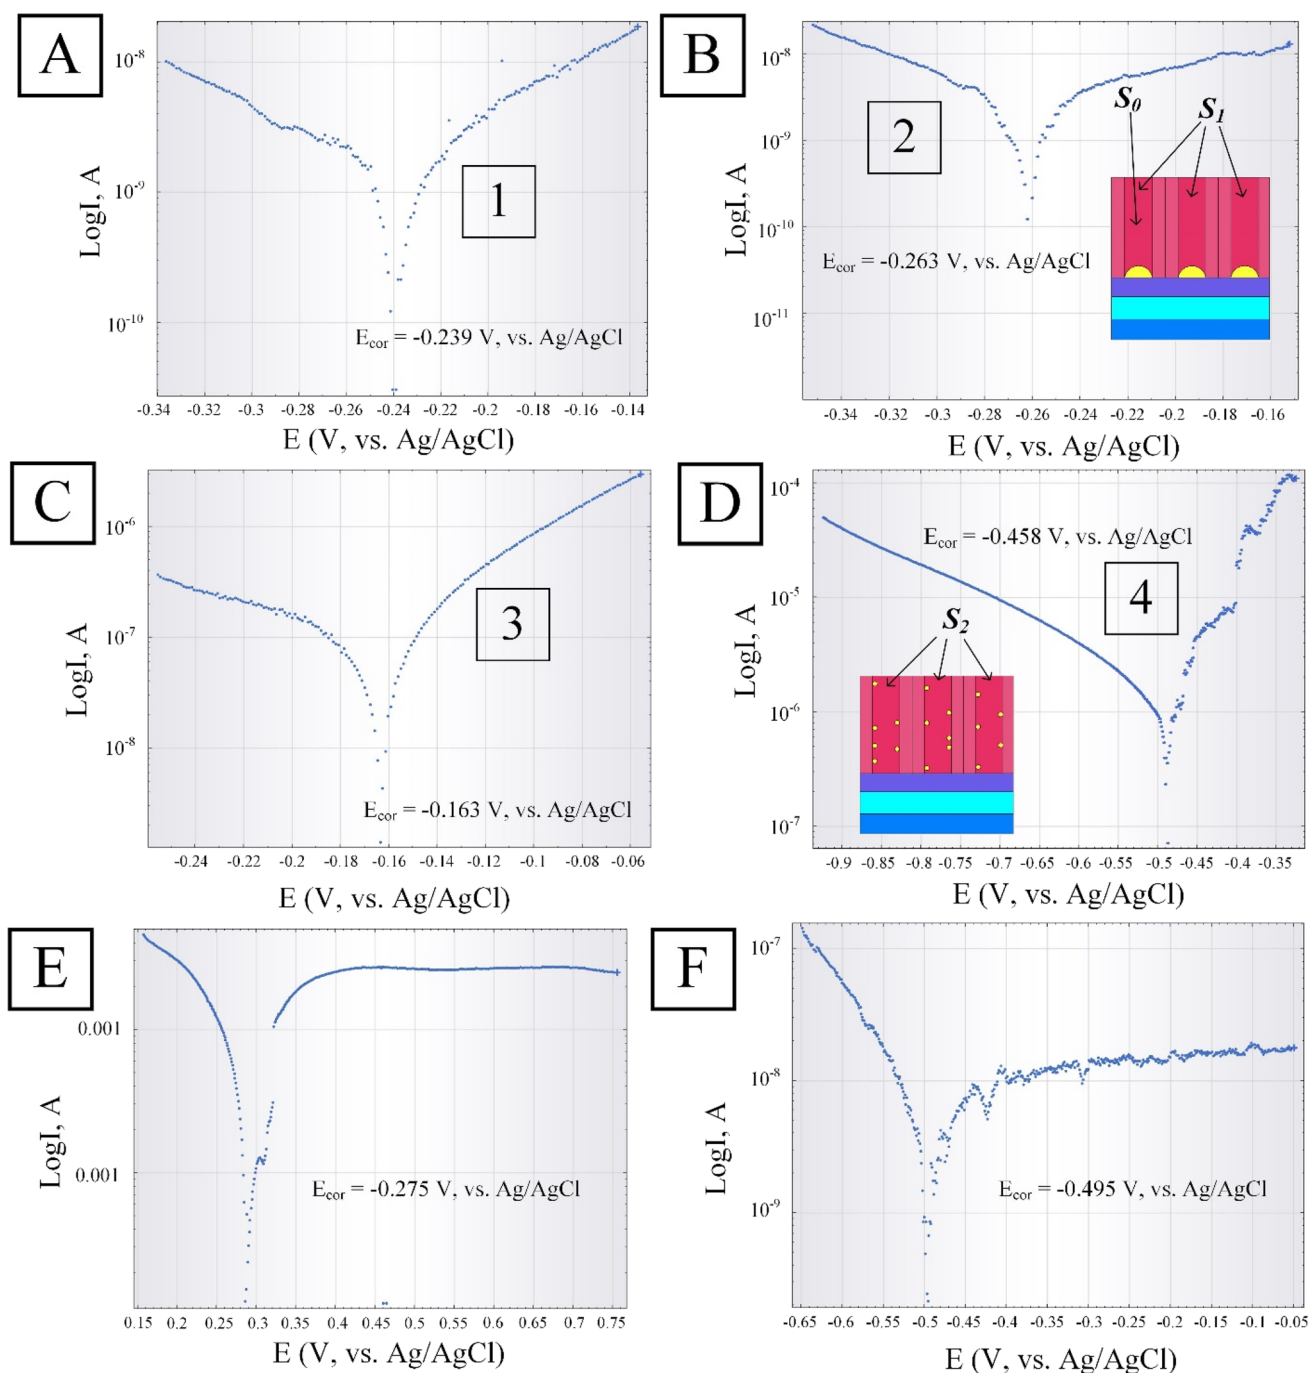 A
10-8
10-9
10-10
LogI, A
1
Ecor = -0.239 V, vs. Ag/AgCl
-0.34 -0.32 -0.3 -0.28 -0.26 -0.24 -0.22 -0.2 -0.18 -0.16 -0.14
E (V, vs. Ag/AgCl)
B
10-8
10-9
10-10
10-11
LogI, A
2
S0
S1
Ecor = -0.263 V, vs. Ag/AgCl
-0.34 -0.32 -0.3 -0.28 -0.26 -0.24 -0.22 -0.2 -0.18 -0.16
E (V, vs. Ag/AgCl)
C
10-6
10-7
10-8
LogI, A
3
Ecor = -0.163 V, vs. Ag/AgCl
-0.24 -0.22 -0.2 -0.18 -0.16 -0.14 -0.12 -0.1 -0.08 -0.06
E (V, vs. Ag/AgCl)
D
10-4
10-5
10-6
10-7
LogI, A
Ecor = -0.458 V, vs. Ag/AgCl
4
S2
-0.9 -0.85 -0.8 -0.75 -0.7 -0.65 -0.6 -0.55 -0.5 -0.45 -0.4 -0.35
E (V, vs. Ag/AgCl)
E
0.001
0.001
LogI, A
Ecor = -0.275 V, vs. Ag/AgCl
0.15 0.2 0.25 0.3 0.35 0.4 0.45 0.5 0.55 0.6 0.65 0.7 0.75
E (V, vs. Ag/AgCl)
F
10-7
10-8
10-9
LogI, A
Ecor = -0.495 V, vs. Ag/AgCl
-0.65 -0.6 -0.55 -0.5 -0.45 -0.4 -0.35 -0.3 -0.25 -0.2 -0.15 -0.1 -0.05
E (V, vs. Ag/AgCl)